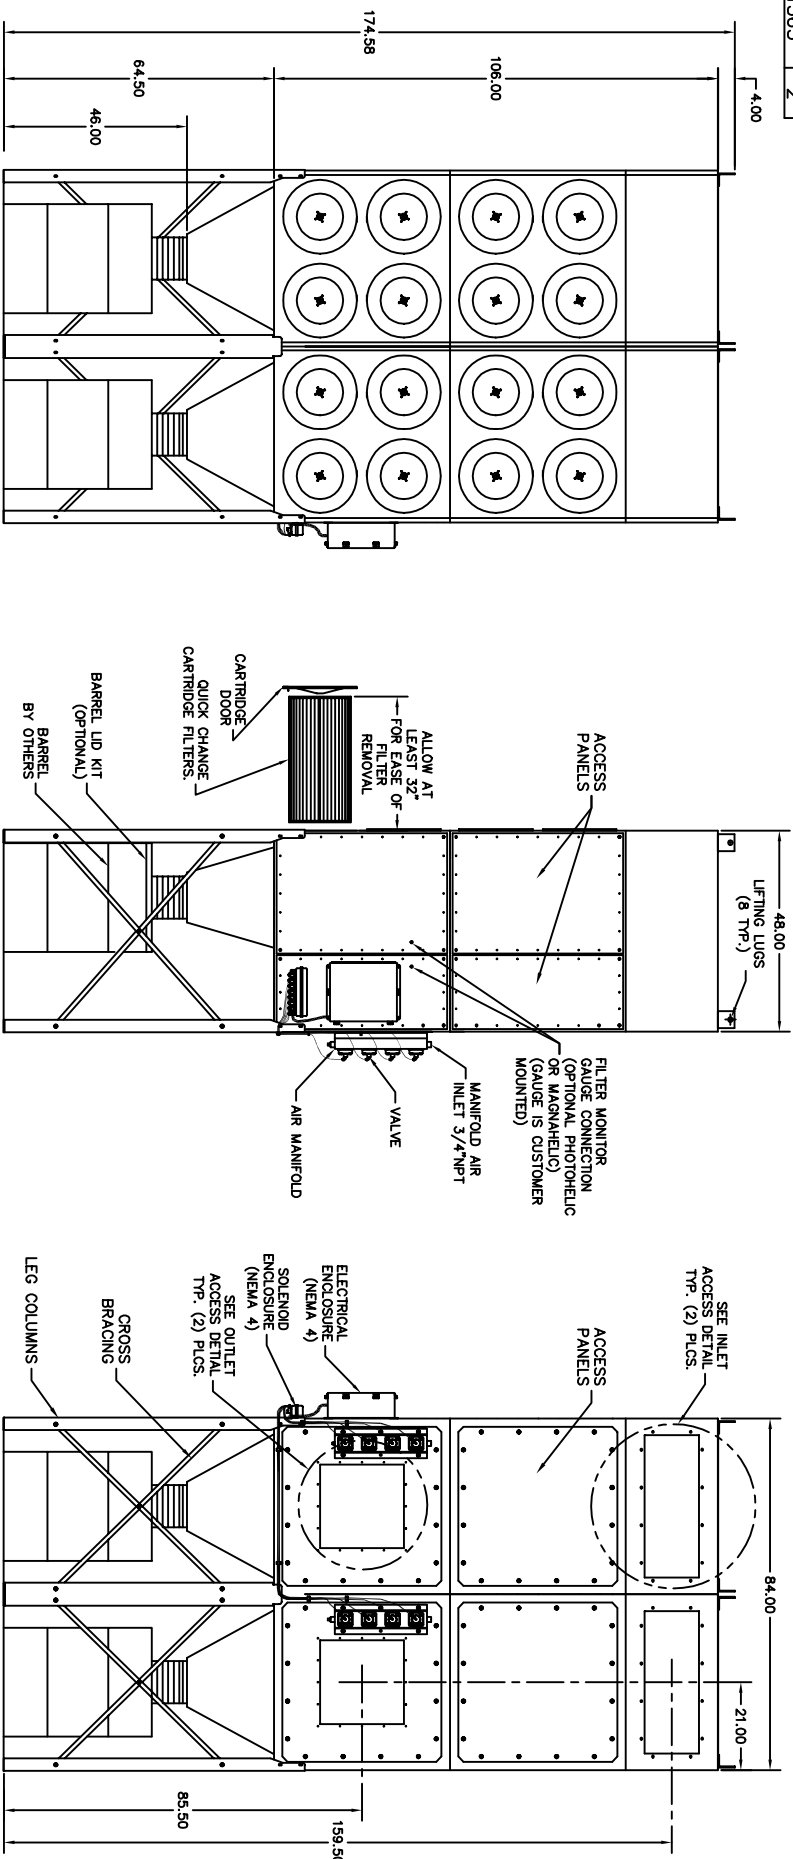 2
174.58
106.00
4.00
64.50
46.00
CARTRIDGE
DOOR
QUICK CHANGE
CARTRIDGE FILTERS.
ALLOW AT
LEAST 32"
FOR EASE OF
FILTER
REMOVAL
BARREL LID KIT
(OPTIONAL)
BARREL
BY OTHERS
ACCESS
PANELS
48.00
LIFTING LUGS
(8 TYP.)
FILTER MONITOR
GAUGE CONNECTION
(OPTIONAL PHOTOHELIC
OR MAGNAHELIC)
(GAUGE IS CUSTOMER
MOUNTED)
MANIFOLD AIR
INLET 3/4"NPT
VALVE
AIR MANIFOLD
SEE INLET
ACCESS DETAIL
TYP. (2) PLCS.
ACCESS
PANELS
ELECTRICAL
ENCLOSURE
(NEMA 4)
SOLENOID
ENCLOSURE
(NEMA 4)
SEE OUTLET
ACCESS DETIAL
TYP. (2) PLCS.
CROSS
BRACING
LEG COLUMNS
84.00
21.00
85.50
159.50